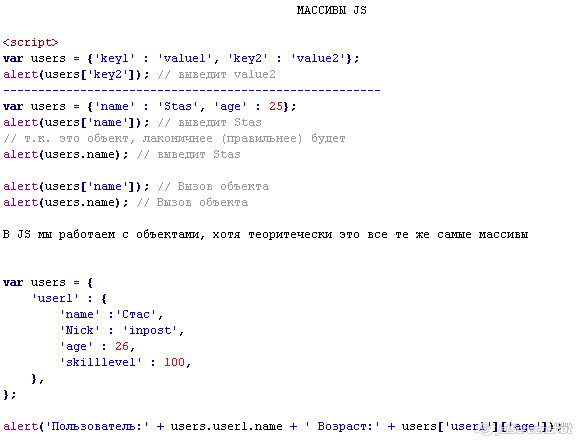 МАССИВЫ JS
<script>
var users = {'key1' : 'value1', 'key2' : 'value2'};
alert(users['key2']); // выведит value2
------------------------------------------------------
var users = {'name' : 'Stas', 'age' : 25};
alert(users['name']); // выведит Stas
// т.к. это объект, лаконичнее (правильнее) будет
alert(users.name); // выведит Stas
alert(users['name']); // Вызов объекта
alert(users.name); // Вызов объекта
В JS мы работаем с объектами, хотя теоритечески это все те же самые массивы
var users = {
'user1' : {
'name' :'Стас',
'Nick' : 'inpost',
'age' : 26,
'skilllevel' : 100,
},
};
alert('Пользователь:' + users.user1.name + ' Возраст:' + users['user1']['age']);